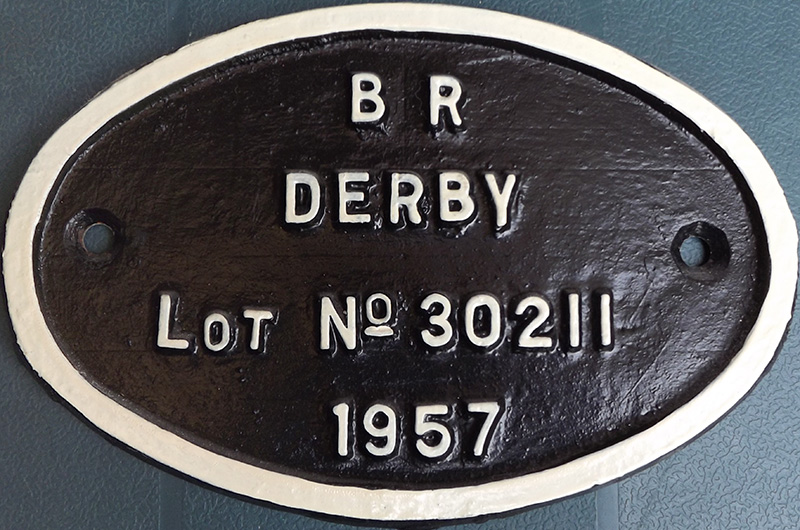 B R
DERBY
LOT Nº 30211
1957